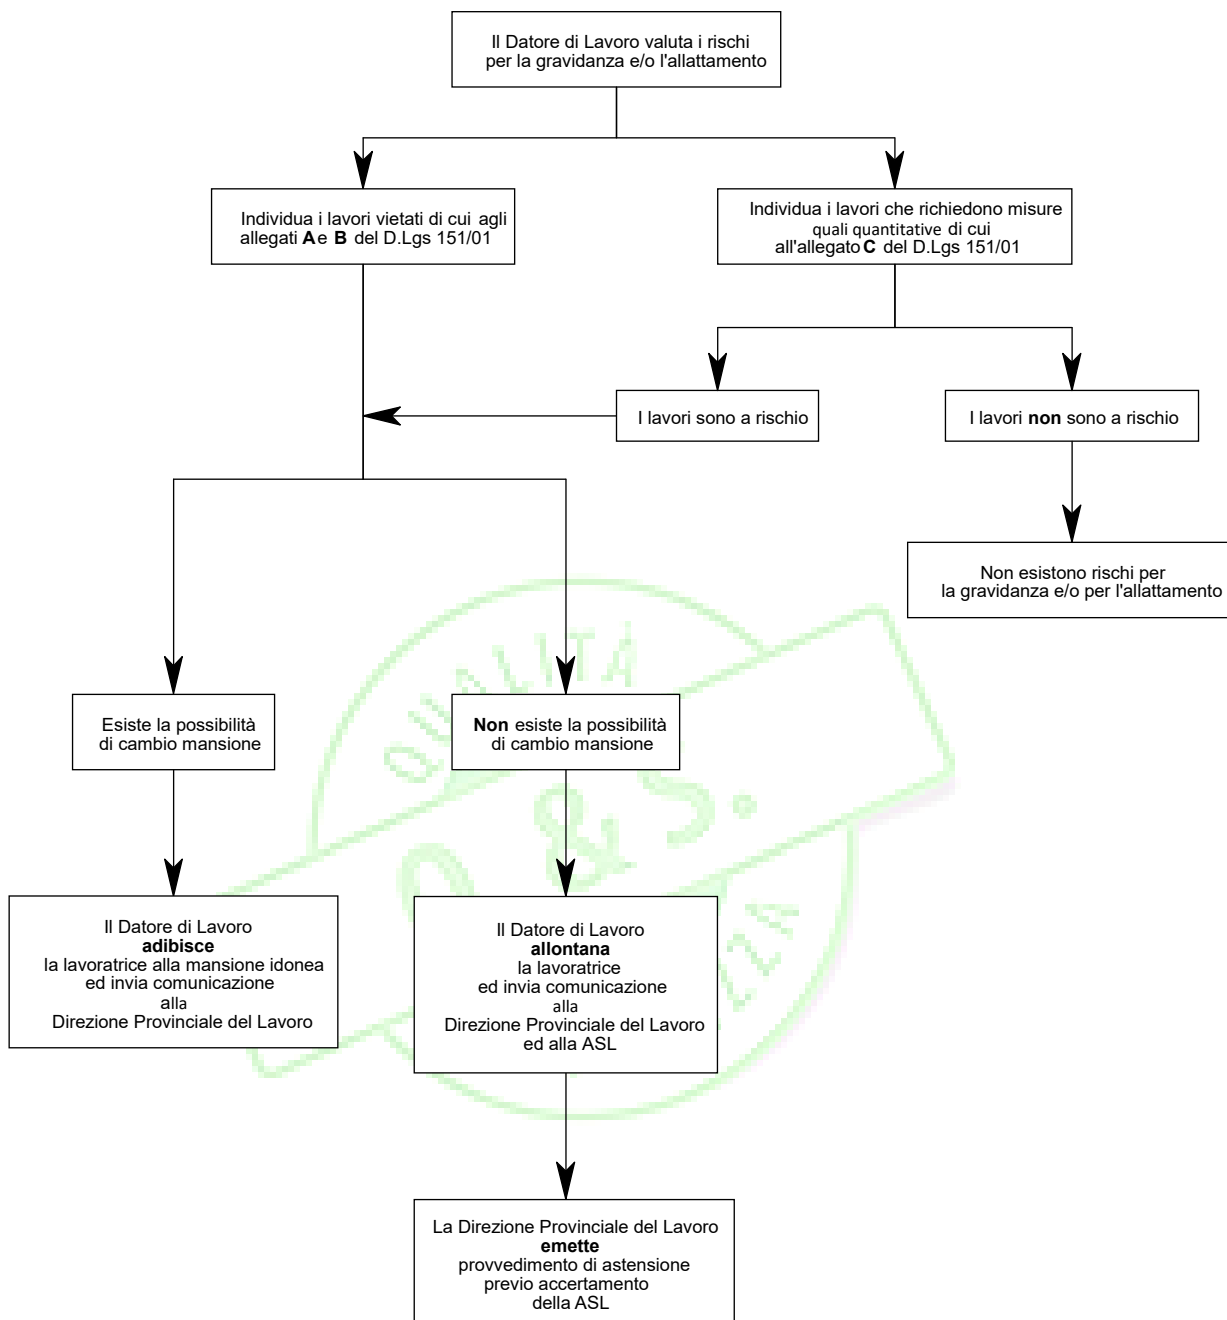 Il Datore di Lavoro valuta i rischi
per la gravidanza e/o l'allattamento
Individua i lavori vietati di cui agli
allegati A e B del D.Lgs 151/01
Individua i lavori che richiedono misure
quali quantitative di cui
all'allegato C del D.Lgs 151/01
I lavori sono a rischio
I lavori non sono a rischio
Non esistono rischi per
la gravidanza e/o per l'allattamento
QUALITA
Esiste la possibilità
di cambio mansione
Non esiste la possibilità
di cambio mansione
& S.
Il Datore di Lavoro
adibisce
la lavoratrice alla mansione idonea
ed invia comunicazione
alla
Direzione Provinciale del Lavoro
Il Datore di Lavoro
allontana
la lavoratrice
ed invia comunicazione
alla
Direzione Provinciale del Lavoro
ed alla ASL
La Direzione Provinciale del Lavoro
emette
provvedimento di astensione
previo accertamento
della ASL